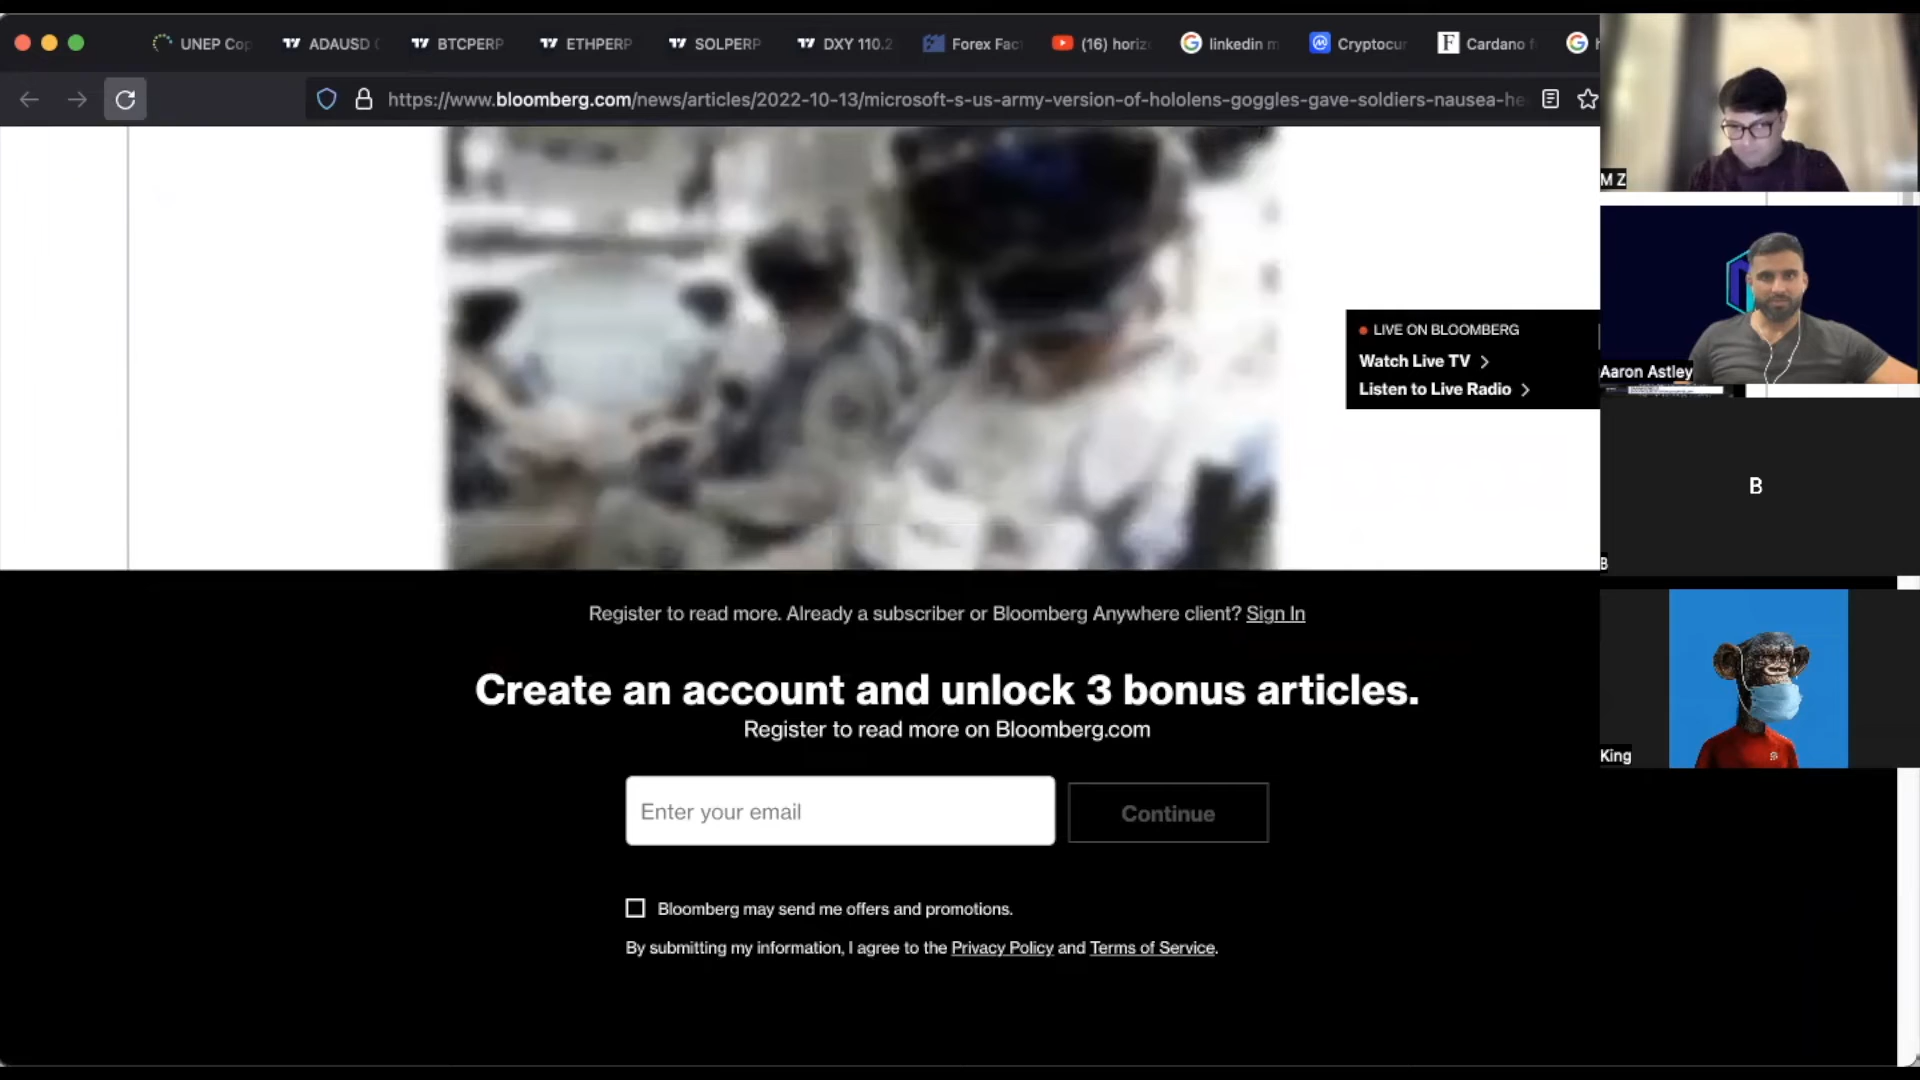 UNEP Cop
ADAUSD
BTCPERP
ETHPERP
SOLPERP
DXY 110.2
Forex Fac
(16) horiz
linkedin m
Cryptocur
Cardano f
https://www.bloomberg.com/news/articles/2022-10-13/microsoft-s-us-army-version-of-hololens-goggles-gave-soldiers-nausea-he
M Z
LIVE ON BLOOMBERG
Watch Live TV
Listen to Live Radio
Aaron Astley
B
B
King
Register to read more. Already a subscriber or Bloomberg Anywhere client? Sign In
Create an account and unlock 3 bonus articles.
Register to read more on Bloomberg.com
Enter your email
Continue
Bloomberg may send me offers and promotions.
By submitting my information, I agree to the Privacy Policy and Terms of Service.